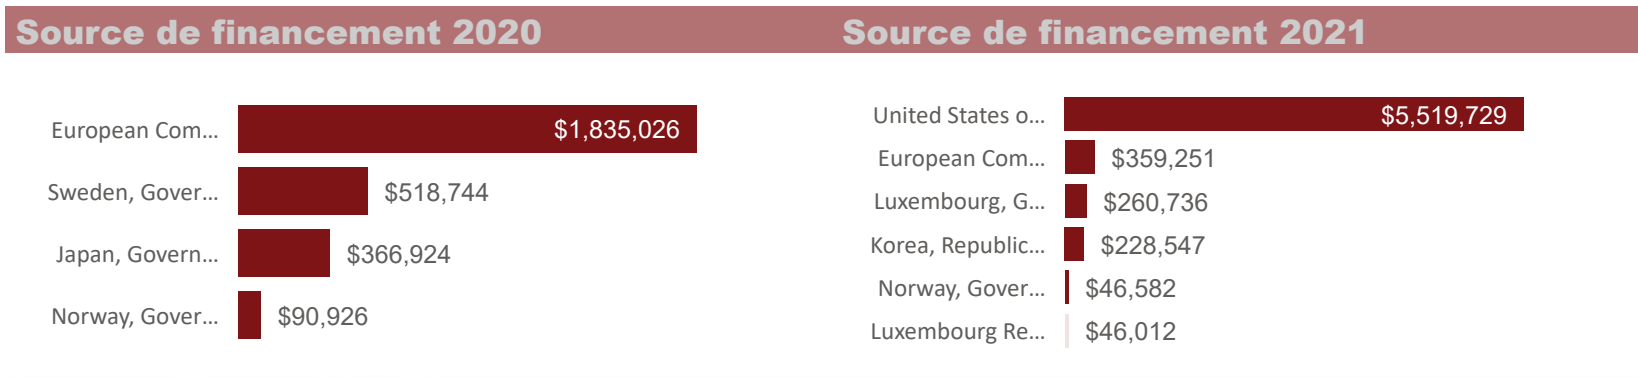 Source de financement 2020
European Com... $1,835,026
Sweden, Gover... $518,744
Japan, Govern... $366,924
Norway, Gover... $90,926
Source de financement 2021
United States o... $5,519,729
European Com... $359,251
Luxembourg, G... $260,736
Korea, Republic... $228,547
Norway, Gover... $46,582
Luxembourg Re... $46,012